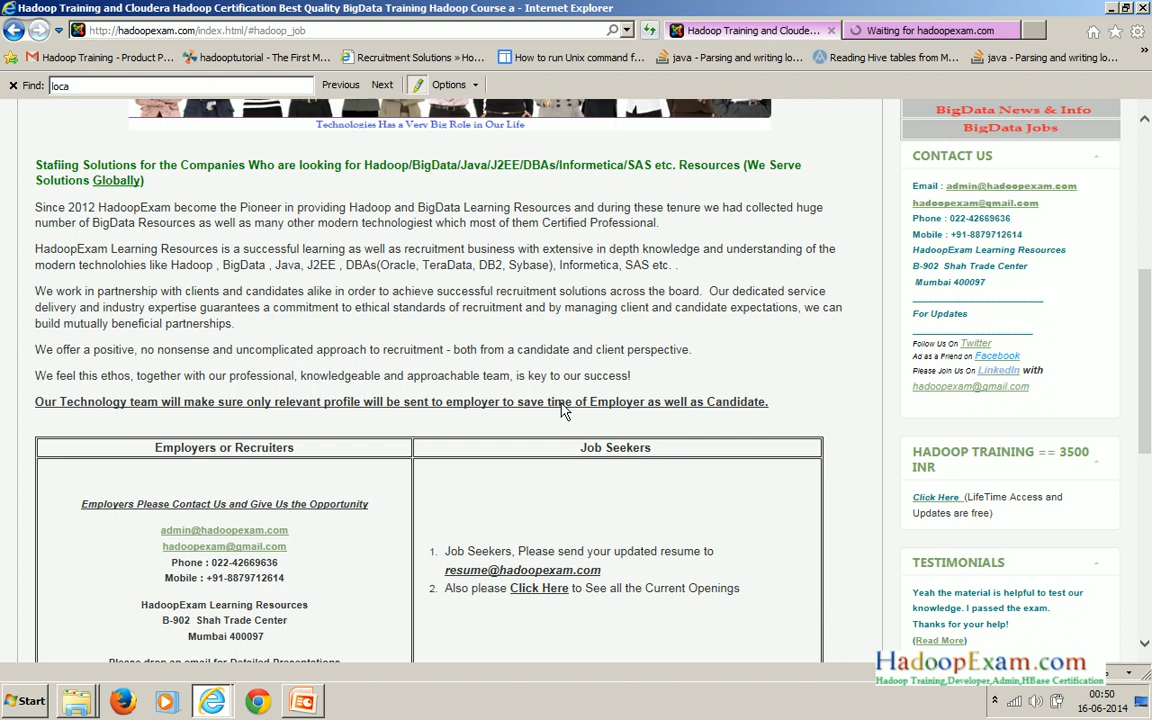 Hadoop Training and Cloudera Hadoop Certification Best Quality BigData Training Hadoop Course a - Internet Explorer
http://hadoopexam.com/index.html/#hadoop_job
Hadoop Training and Cloude...
Waiting for hadoopexam.com
Hadoop Training - Product P...
hadooptutorial - The First M...
Recruitment Solutions » Ho...
How to run Unix command f...
java - Parsing and writing lo...
Reading Hive tables from M...
java - Parsing and writing lo...
Find: loca
Previous
Next
Options
Technologies Has a Very Big Role in Our Life
Stafiing Solutions for the Companies Who are looking for Hadoop/BigData/Java/J2EE/DBAs/Informetica/SAS etc. Resources (We Serve
Solutions Globally)
Since 2012 HadoopExam become the Pioneer in providing Hadoop and BigData Learning Resources and during these tenure we had collected huge
number of BigData Resources as well as many other modern technologiest which most of them Certified Professional.
HadoopExam Learning Resources is a successful learning as well as recruitment business with extensive in depth knowledge and understanding of the
modern technolohies like Hadoop , BigData , Java, J2EE , DBAs(Oracle, TeraData, DB2, Sybase), Informetica, SAS etc. .
We work in partnership with clients and candidates alike in order to achieve successful recruitment solutions across the board.  Our dedicated service
delivery and industry expertise guarantees a commitment to ethical standards of recruitment and by managing client and candidate expectations, we can
build mutually beneficial partnerships.
We offer a positive, no nonsense and uncomplicated approach to recruitment - both from a candidate and client perspective.
We feel this ethos, together with our professional, knowledgeable and approachable team, is key to our success!
Our Technology team will make sure only relevant profile will be sent to employer to save time of Employer as well as Candidate.
Employers or Recruiters
Employers Please Contact Us and Give Us the Opportunity
admin@hadoopexam.com
hadoopexam@gmail.com
Phone : 022-42669636
Mobile : +91-8879712614
HadoopExam Learning Resources
B-902  Shah Trade Center
Mumbai 400097
Please drop an email for Detailed Presentations
Job Seekers
1. Job Seekers, Please send your updated resume to
resume@hadoopexam.com
2. Also please Click Here to See all the Current Openings
BigData News & Info
BigData Jobs
CONTACT US
Email : admin@hadoopexam.com
hadoopexam@gmail.com
Phone : 022-42669636
Mobile : +91-8879712614
HadoopExam Learning Resources
B-902  Shah Trade Center
Mumbai 400097
For Updates
Follow Us On Twitter
Ad as a Friend on Facebook
Please Join Us On LinkedIn with
hadoopexam@gmail.com
HADOOP TRAINING == 3500
INR
Click Here (LifeTime Access and
Updates are free)
TESTIMONIALS
Yeah the material is helpful to test our
knowledge. I passed the exam.
Thanks for your help!
(Read More)
HadoopExam.com
Hadoop Training,Developer,Admin,HBase Certification
Start
00:50
16-06-2014